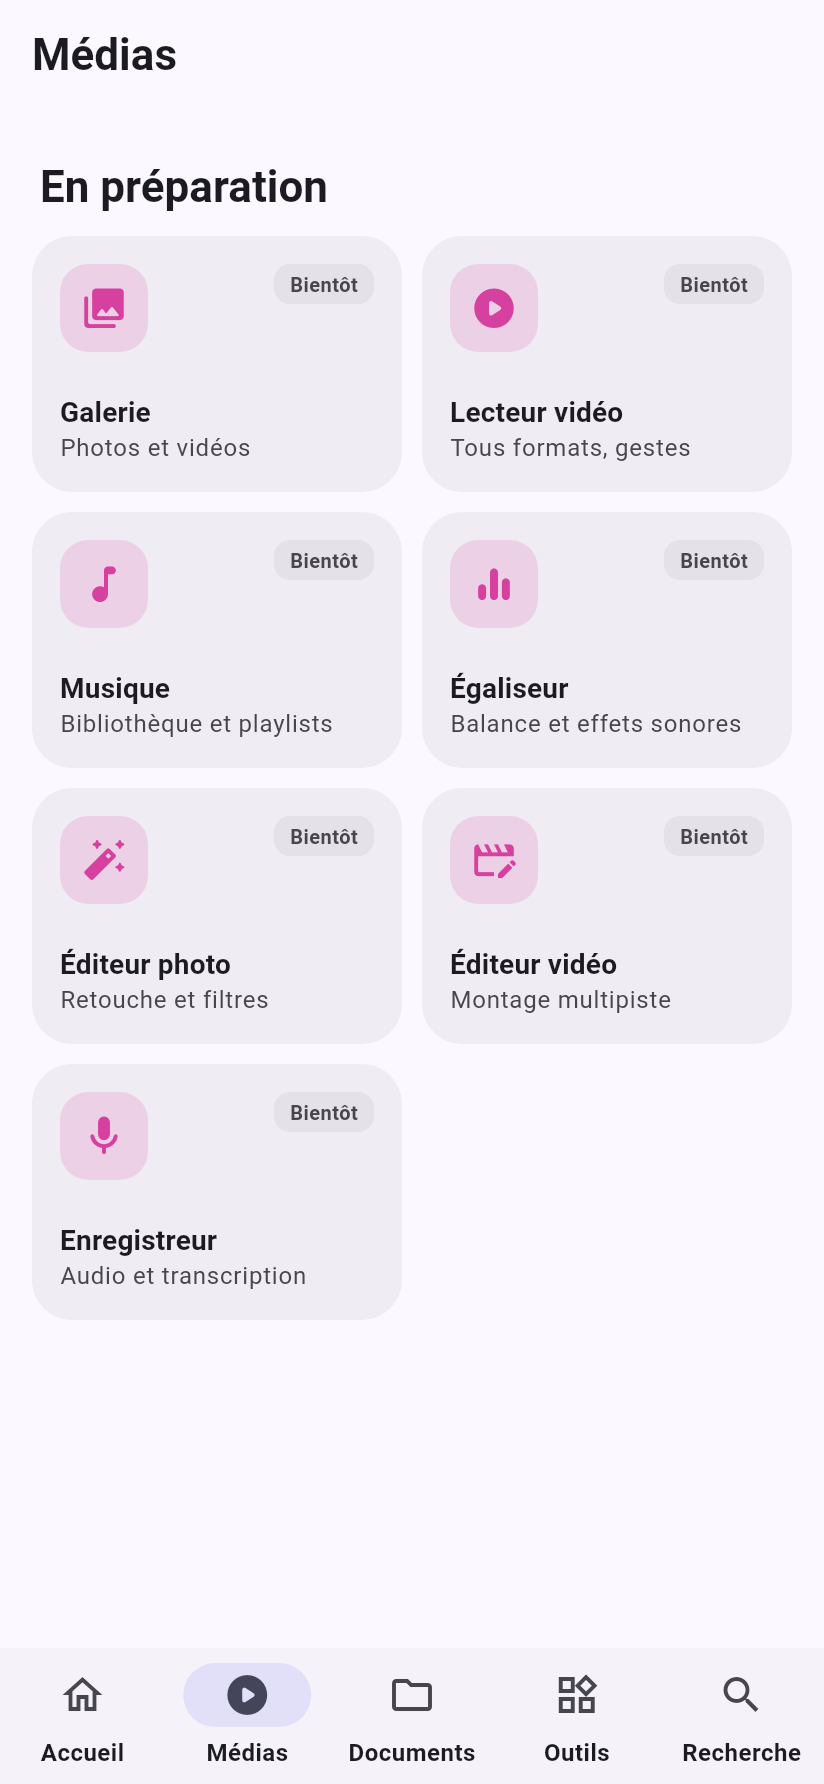 Médias
En préparation
Bientôt
Galerie
Photos et vidéos
Bientôt
Lecteur vidéo
Tous formats, gestes
Bientôt
Musique
Bibliothèque et playlists
Bientôt
Égaliseur
Balance et effets sonores
Bientôt
Éditeur photo
Retouche et filtres
Bientôt
Éditeur vidéo
Montage multipiste
Bientôt
Enregistreur
Audio et transcription
Accueil
Médias
Documents
Outils
Recherche